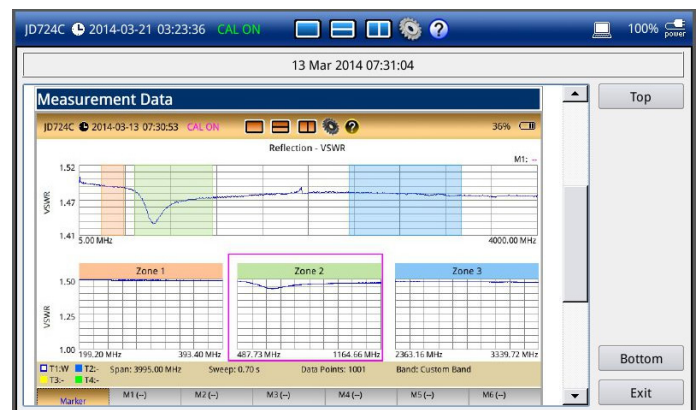 JD724C 2014-03-21 03:23:36 CAL ON 100% power
13 Mar 2014 07:31:04
Measurement Data
Top
JD724C 2014-03-13 07:30:53 CAL ON 36%
Reflection - VSWR
M1: --
1.52
VSWR
1.47
1.41
5.00 MHz 4000.00 MHz
Zone 1 Zone 2 Zone 3
1.50
VSWR
1.25
1.00
199.20 MHz 393.40 MHz 487.73 MHz 1164.66 MHz 2363.16 MHz 3339.72 MHz
T1:W T2:- Span: 3995.00 MHz Sweep: 0.70 s Data Points: 1001 Band: Custom Band
T3:- T4:-
Marker M1 (--) M2 (--) M3 (--) M4 (--) M5 (--) M6 (--)
Bottom
Exit